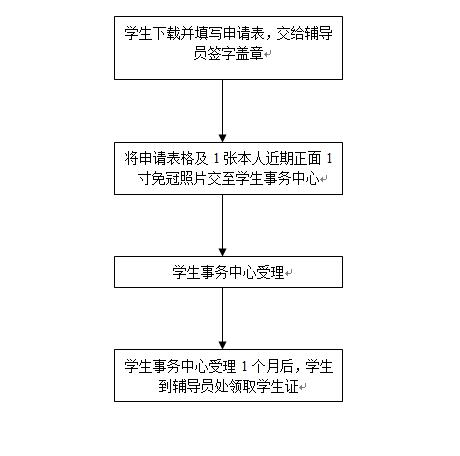 学生下载并填写申请表，交给辅导
员签字盖章
将申请表格及 1 张本人近期正面 1
寸免冠照片交至学生事务中心
学生事务中心受理
学生事务中心受理 1 个月后，学生
到辅导员处领取学生证